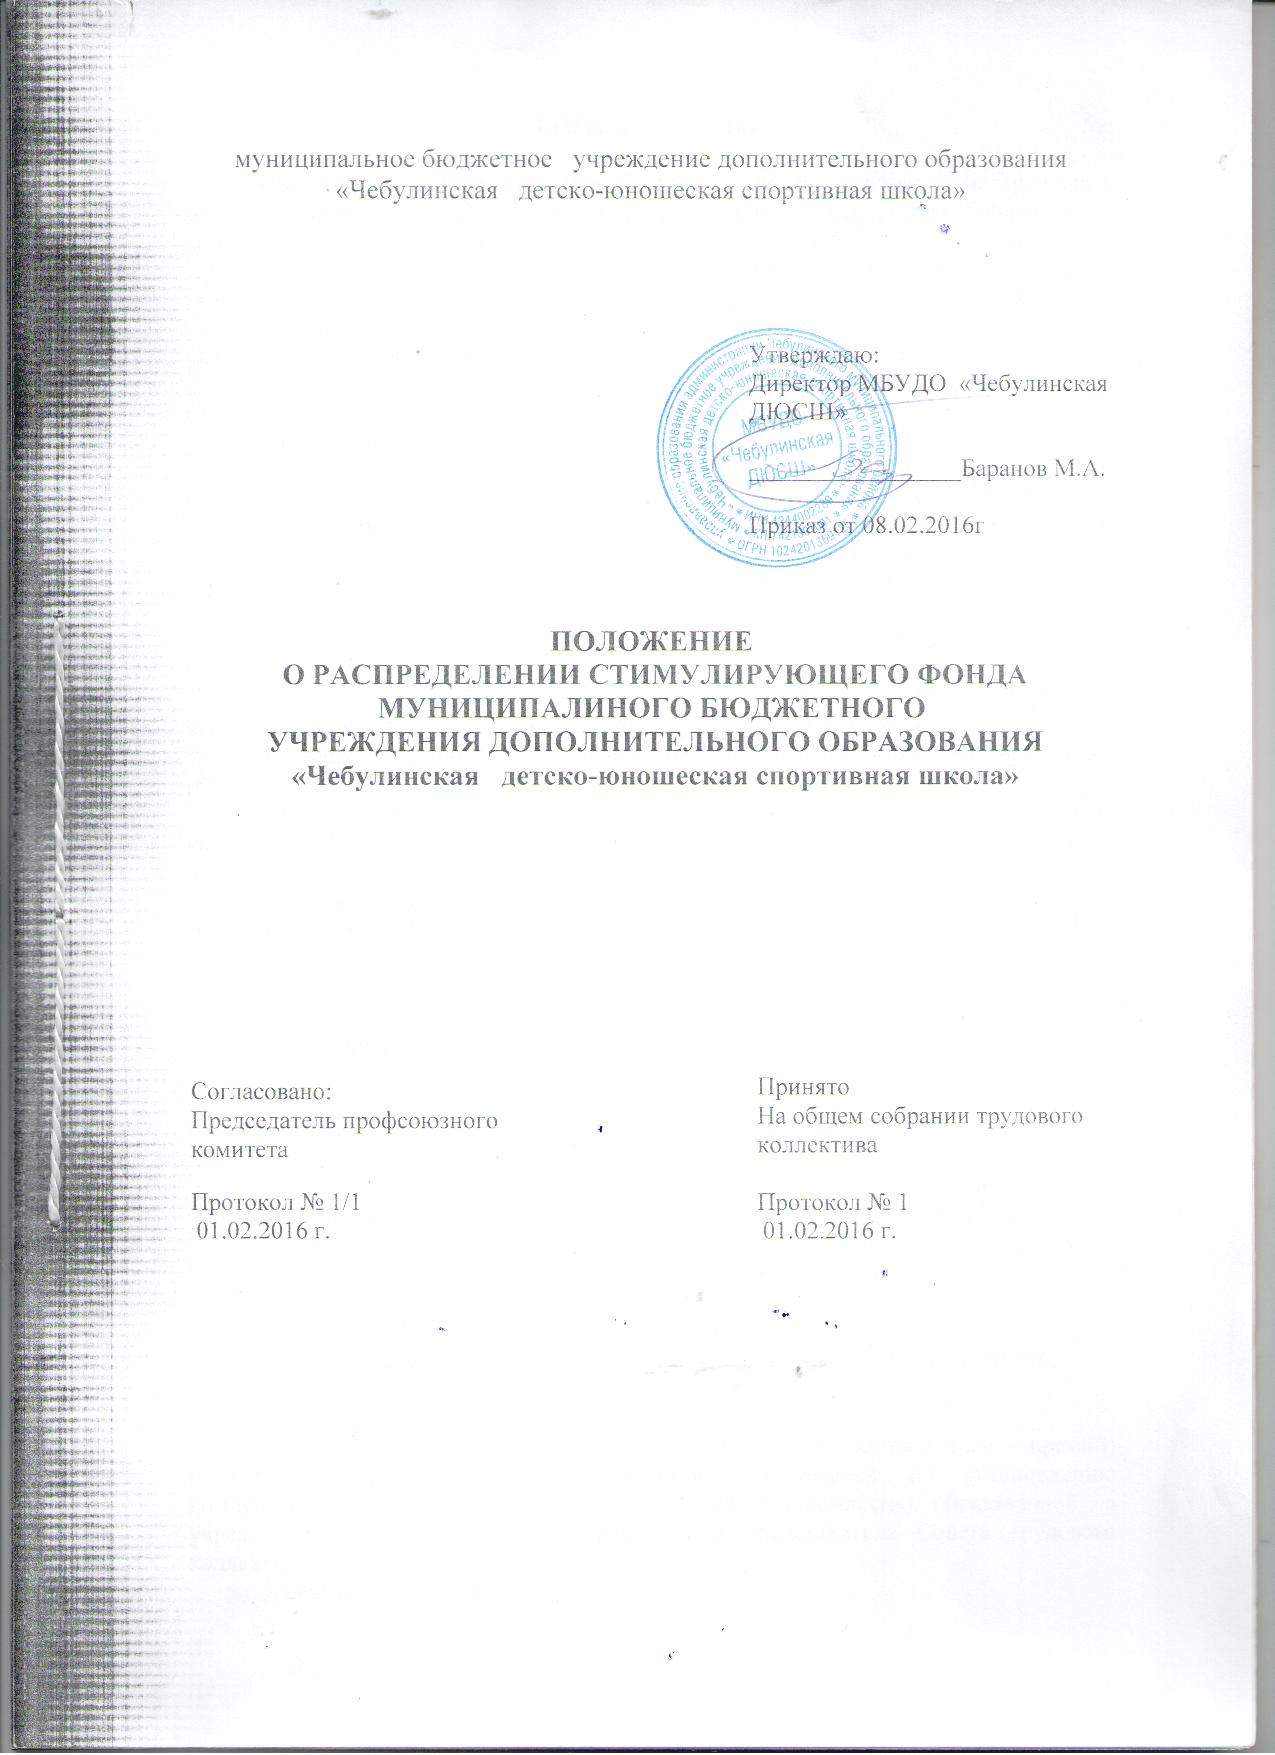 муниципальное бюджетное учреждение дополнительного образования
«Чебулинская детско-юношеская спортивная школа»
Утверждаю:
Директор МБУДО «Чебулинская
ДЮСШ»
Баранов М.А.
Приказ от 08.02.2016г
МБУДО
«Чебулинская
ДЮСШ»
ПОЛОЖЕНИЕ
О РАСПРЕДЕЛЕНИИ СТИМУЛИРУЮЩЕГО ФОНДА
МУНИЦИПАЛИНОГО БЮДЖЕТНОГО
УЧРЕЖДЕНИЯ ДОПОЛНИТЕЛЬНОГО ОБРАЗОВАНИЯ
«Чебулинская детско-юношеская спортивная школа»
Согласовано:
Председатель профсоюзного
комитета
Протокол № 1/1
01.02.2016 г.
Принято
На общем собрании трудового
коллектива
Протокол № 1
01.02.2016 г.